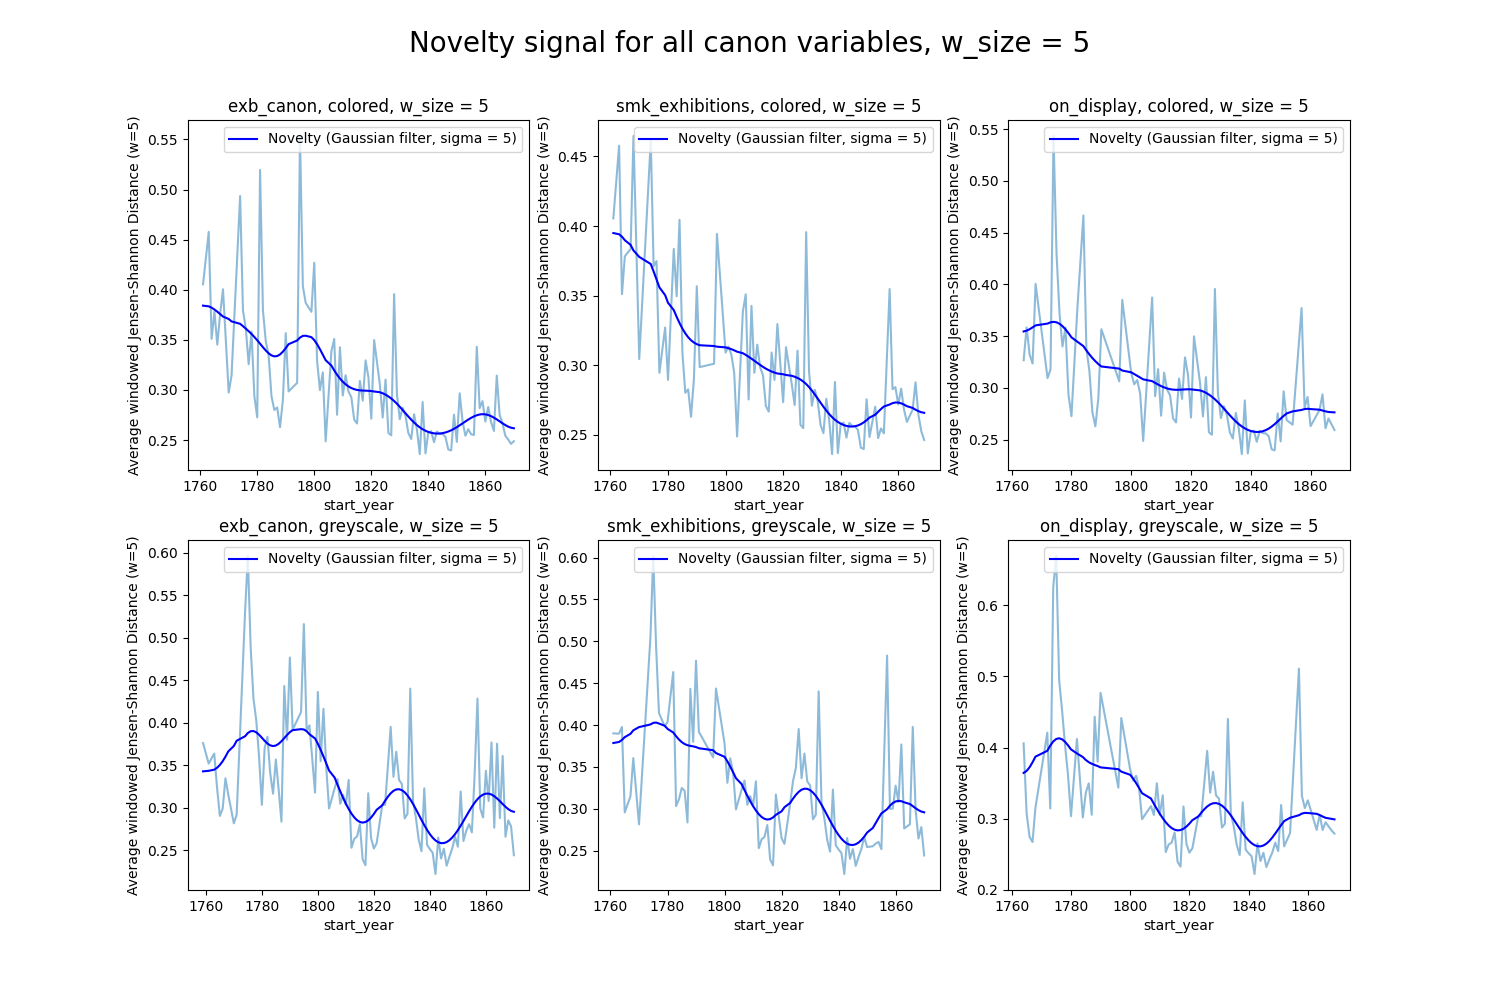 Novelty signal for all canon variables, w_size = 5
exb_canon, colored, w_size = 5
Average windowed Jensen-Shannon Distance (w=5)
Novelty (Gaussian filter, sigma = 5)
0.55
0.50
0.45
0.40
0.35
0.30
0.25
1760 1780 1800 1820 1840 1860
start_year
smk_exhibitions, colored, w_size = 5
Average windowed Jensen-Shannon Distance (w=5)
Novelty (Gaussian filter, sigma = 5)
0.45
0.40
0.35
0.30
0.25
1760 1780 1800 1820 1840 1860
start_year
on_display, colored, w_size = 5
Average windowed Jensen-Shannon Distance (w=5)
Novelty (Gaussian filter, sigma = 5)
0.55
0.50
0.45
0.40
0.35
0.30
0.25
1760 1780 1800 1820 1840 1860
start_year
exb_canon, greyscale, w_size = 5
Average windowed Jensen-Shannon Distance (w=5)
Novelty (Gaussian filter, sigma = 5)
0.60
0.55
0.50
0.45
0.40
0.35
0.30
0.25
1760 1780 1800 1820 1840 1860
start_year
smk_exhibitions, greyscale, w_size = 5
Average windowed Jensen-Shannon Distance (w=5)
Novelty (Gaussian filter, sigma = 5)
0.60
0.55
0.50
0.45
0.40
0.35
0.30
0.25
1760 1780 1800 1820 1840 1860
start_year
on_display, greyscale, w_size = 5
Average windowed Jensen-Shannon Distance (w=5)
Novelty (Gaussian filter, sigma = 5)
0.6
0.5
0.4
0.3
0.2
1760 1780 1800 1820 1840 1860
start_year